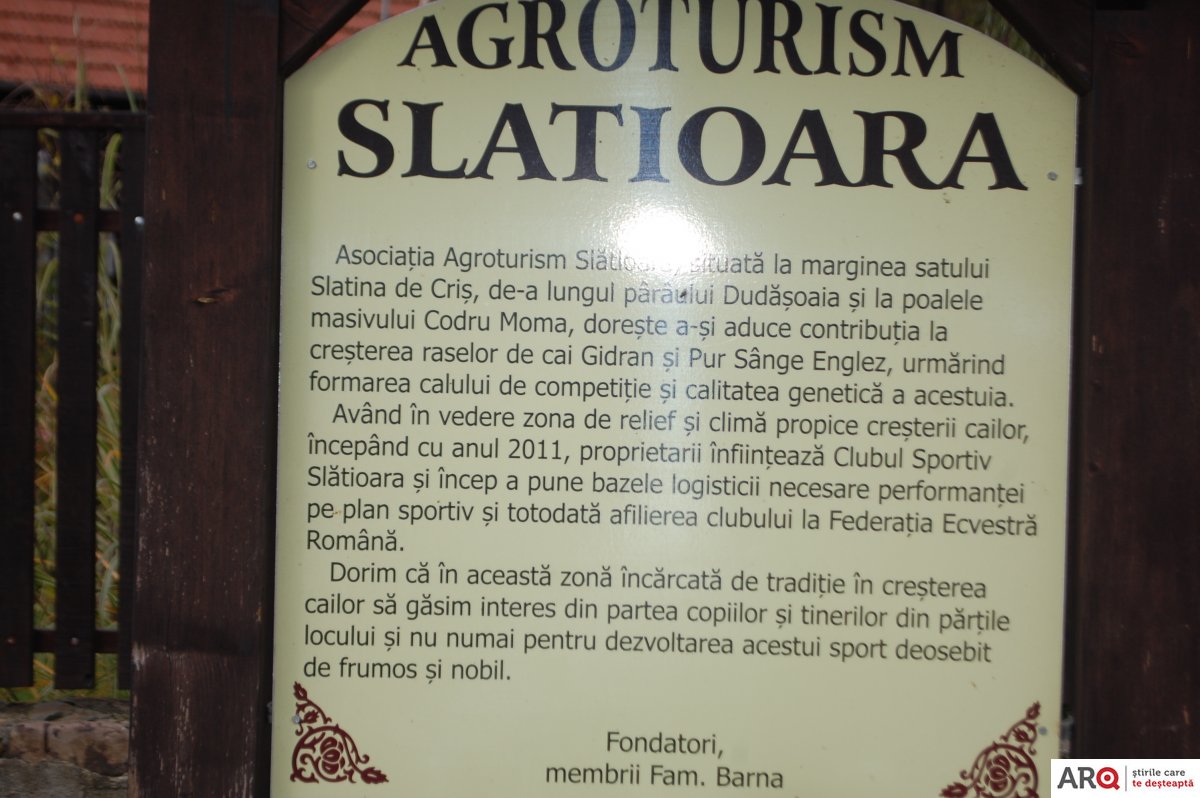 AGROTURISM
SLATIOARA
Asociația Agroturism Slătioara, situată la marginea satului
Slatina de Criș, de-a lungul pârâului Dudășoaia și la poalele
masivului Codru Moma, dorește a-și aduce contribuția la
creșterea raselor de cai Gidran și Pur Sânge Englez, urmărind
formarea calului de competiție și calitatea genetică a acestuia.
Având în vedere zona de relief și climă propice creșterii cailor,
începând cu anul 2011, proprietarii înființează Clubul Sportiv
Slătioara și încep a pune bazele logisticii necesare performanței
pe plan sportiv și totodată afilierea clubului la Federația Ecvestră
Română.
Dorim că în această zonă încărcată de tradiție în creșterea
cailor să găsim interes din partea copiilor și tinerilor din părțile
locului și nu numai pentru dezvoltarea acestui sport deosebit
de frumos și nobil.
Fondatori,
membrii Fam. Barna
ARQ știrile care
te deșteaptă